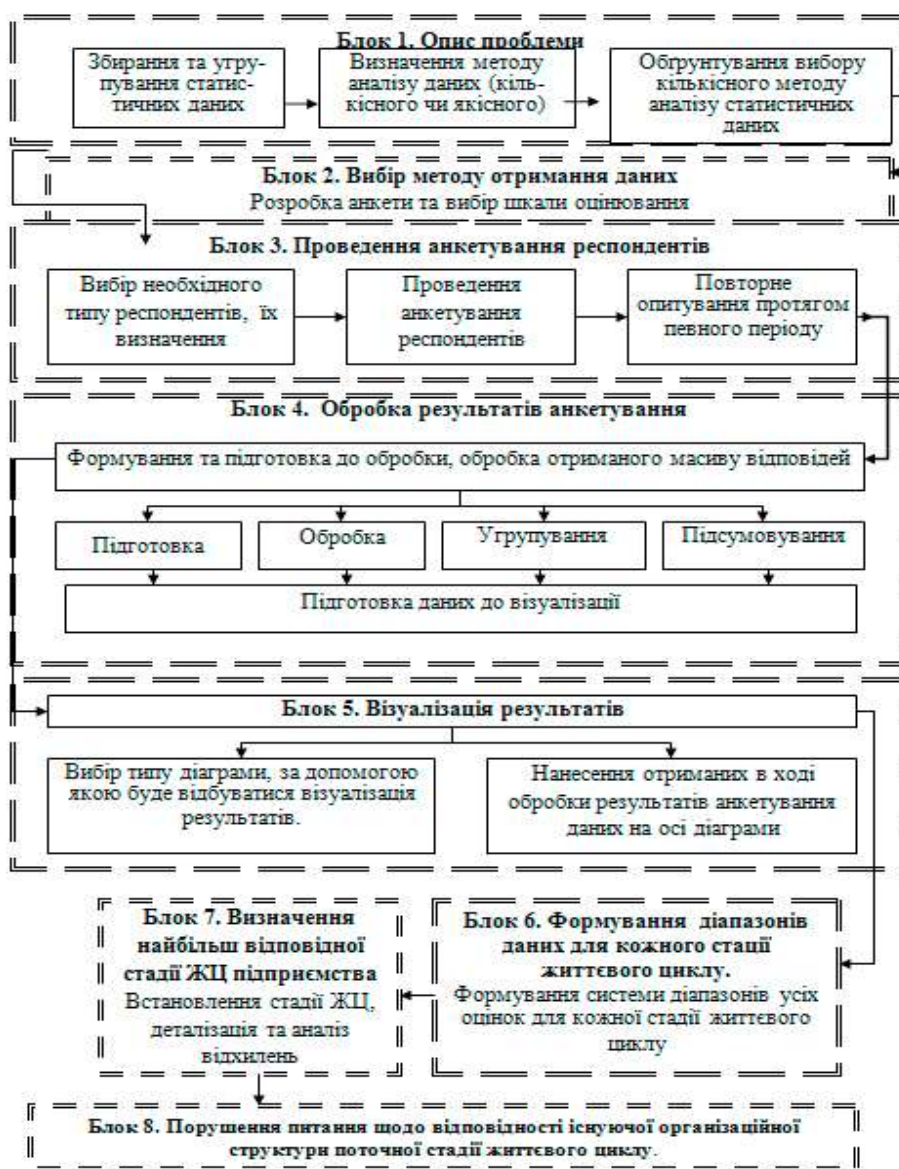 Блок 1. Опис проблеми
Збирання та угру-
пування статис-
тичних даних
Визначення методу
аналізу даних (кіль-
кісного чи якісного)
Обґрунтування вибору
кількісного методу
аналізу статистичних
даних
Блок 2. Вибір методу отримання даних
Розробка анкети та вибір шкали оцінювання
Блок 3. Проведення анкетування респондентів
Вибір необхідного
типу респондентів, їх
визначення
Проведення
анкетування
респондентів
Повторне
опитування протягом
певного періоду
Блок 4. Обробка результатів анкетування
Формування та підготовка до обробки, обробка отриманого масиву відповідей
Підготовка
Обробка
Угрупування
Підсумовування
Підготовка даних до візуалізації
Блок 5. Візуалізація результатів
Вибір типу діаграми, за допомогою
якою буде відбуватися візуалізація
результатів.
Нанесення отриманих в ході
обробки результатів анкетування
даних на осі діаграми
Блок 7. Визначення
найбільш відповідної
стадії ЖЦ підприємства
Встановлення стадії ЖЦ,
деталізація та аналіз
відхилень
Блок 6. Формування діапазонів
даних для кожного стації
життєвого циклу.
Формування системи діапазонів усіх
оцінок для кожної стадії життєвого
циклу
Блок 8. Порушення питання щодо відповідності існуючої організаційної
структури поточної стадії життєвого циклу.